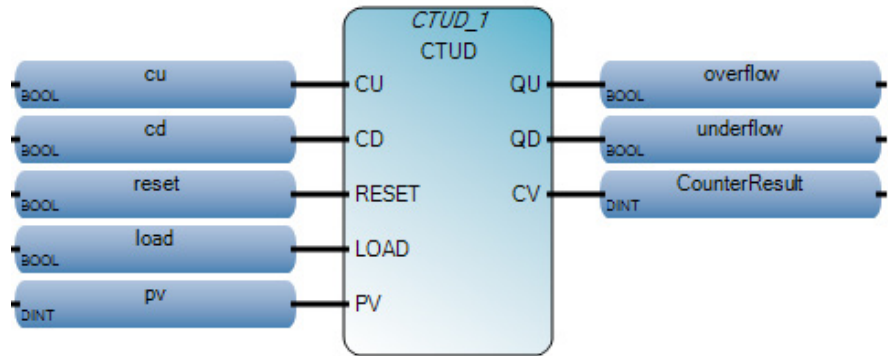 CTUD_1
CTUD
cu
BOOL
CU
QU
overflow
BOOL
cd
BOOL
CD
QD
underflow
BOOL
reset
BOOL
RESET
CV
CounterResult
DINT
load
BOOL
LOAD
pv
DINT
PV